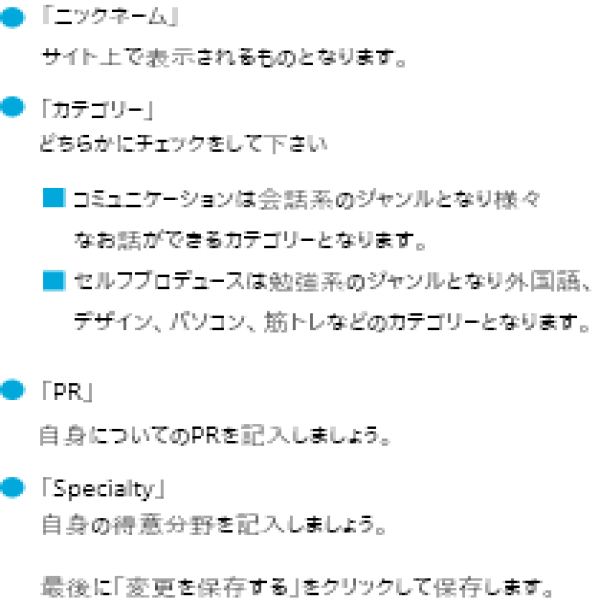 「ニックネーム」
サイト上で表示されるものとなります。
「カテゴリー」
どちらかにチェックをして下さい
コミュニケーションは会話系のジャンルとなり様々
なお話ができるカテゴリーとなります。
セルフプロデュースは勉強系のジャンルとなり外国語、
デザイン、パソコン、筋トレなどのカテゴリーとなります。
「PR」
自身についてのPRを記入しましょう。
「Specialty」
自身の得意分野を記入しましょう。
最後に「変更を保存する」をクリックして保存します。